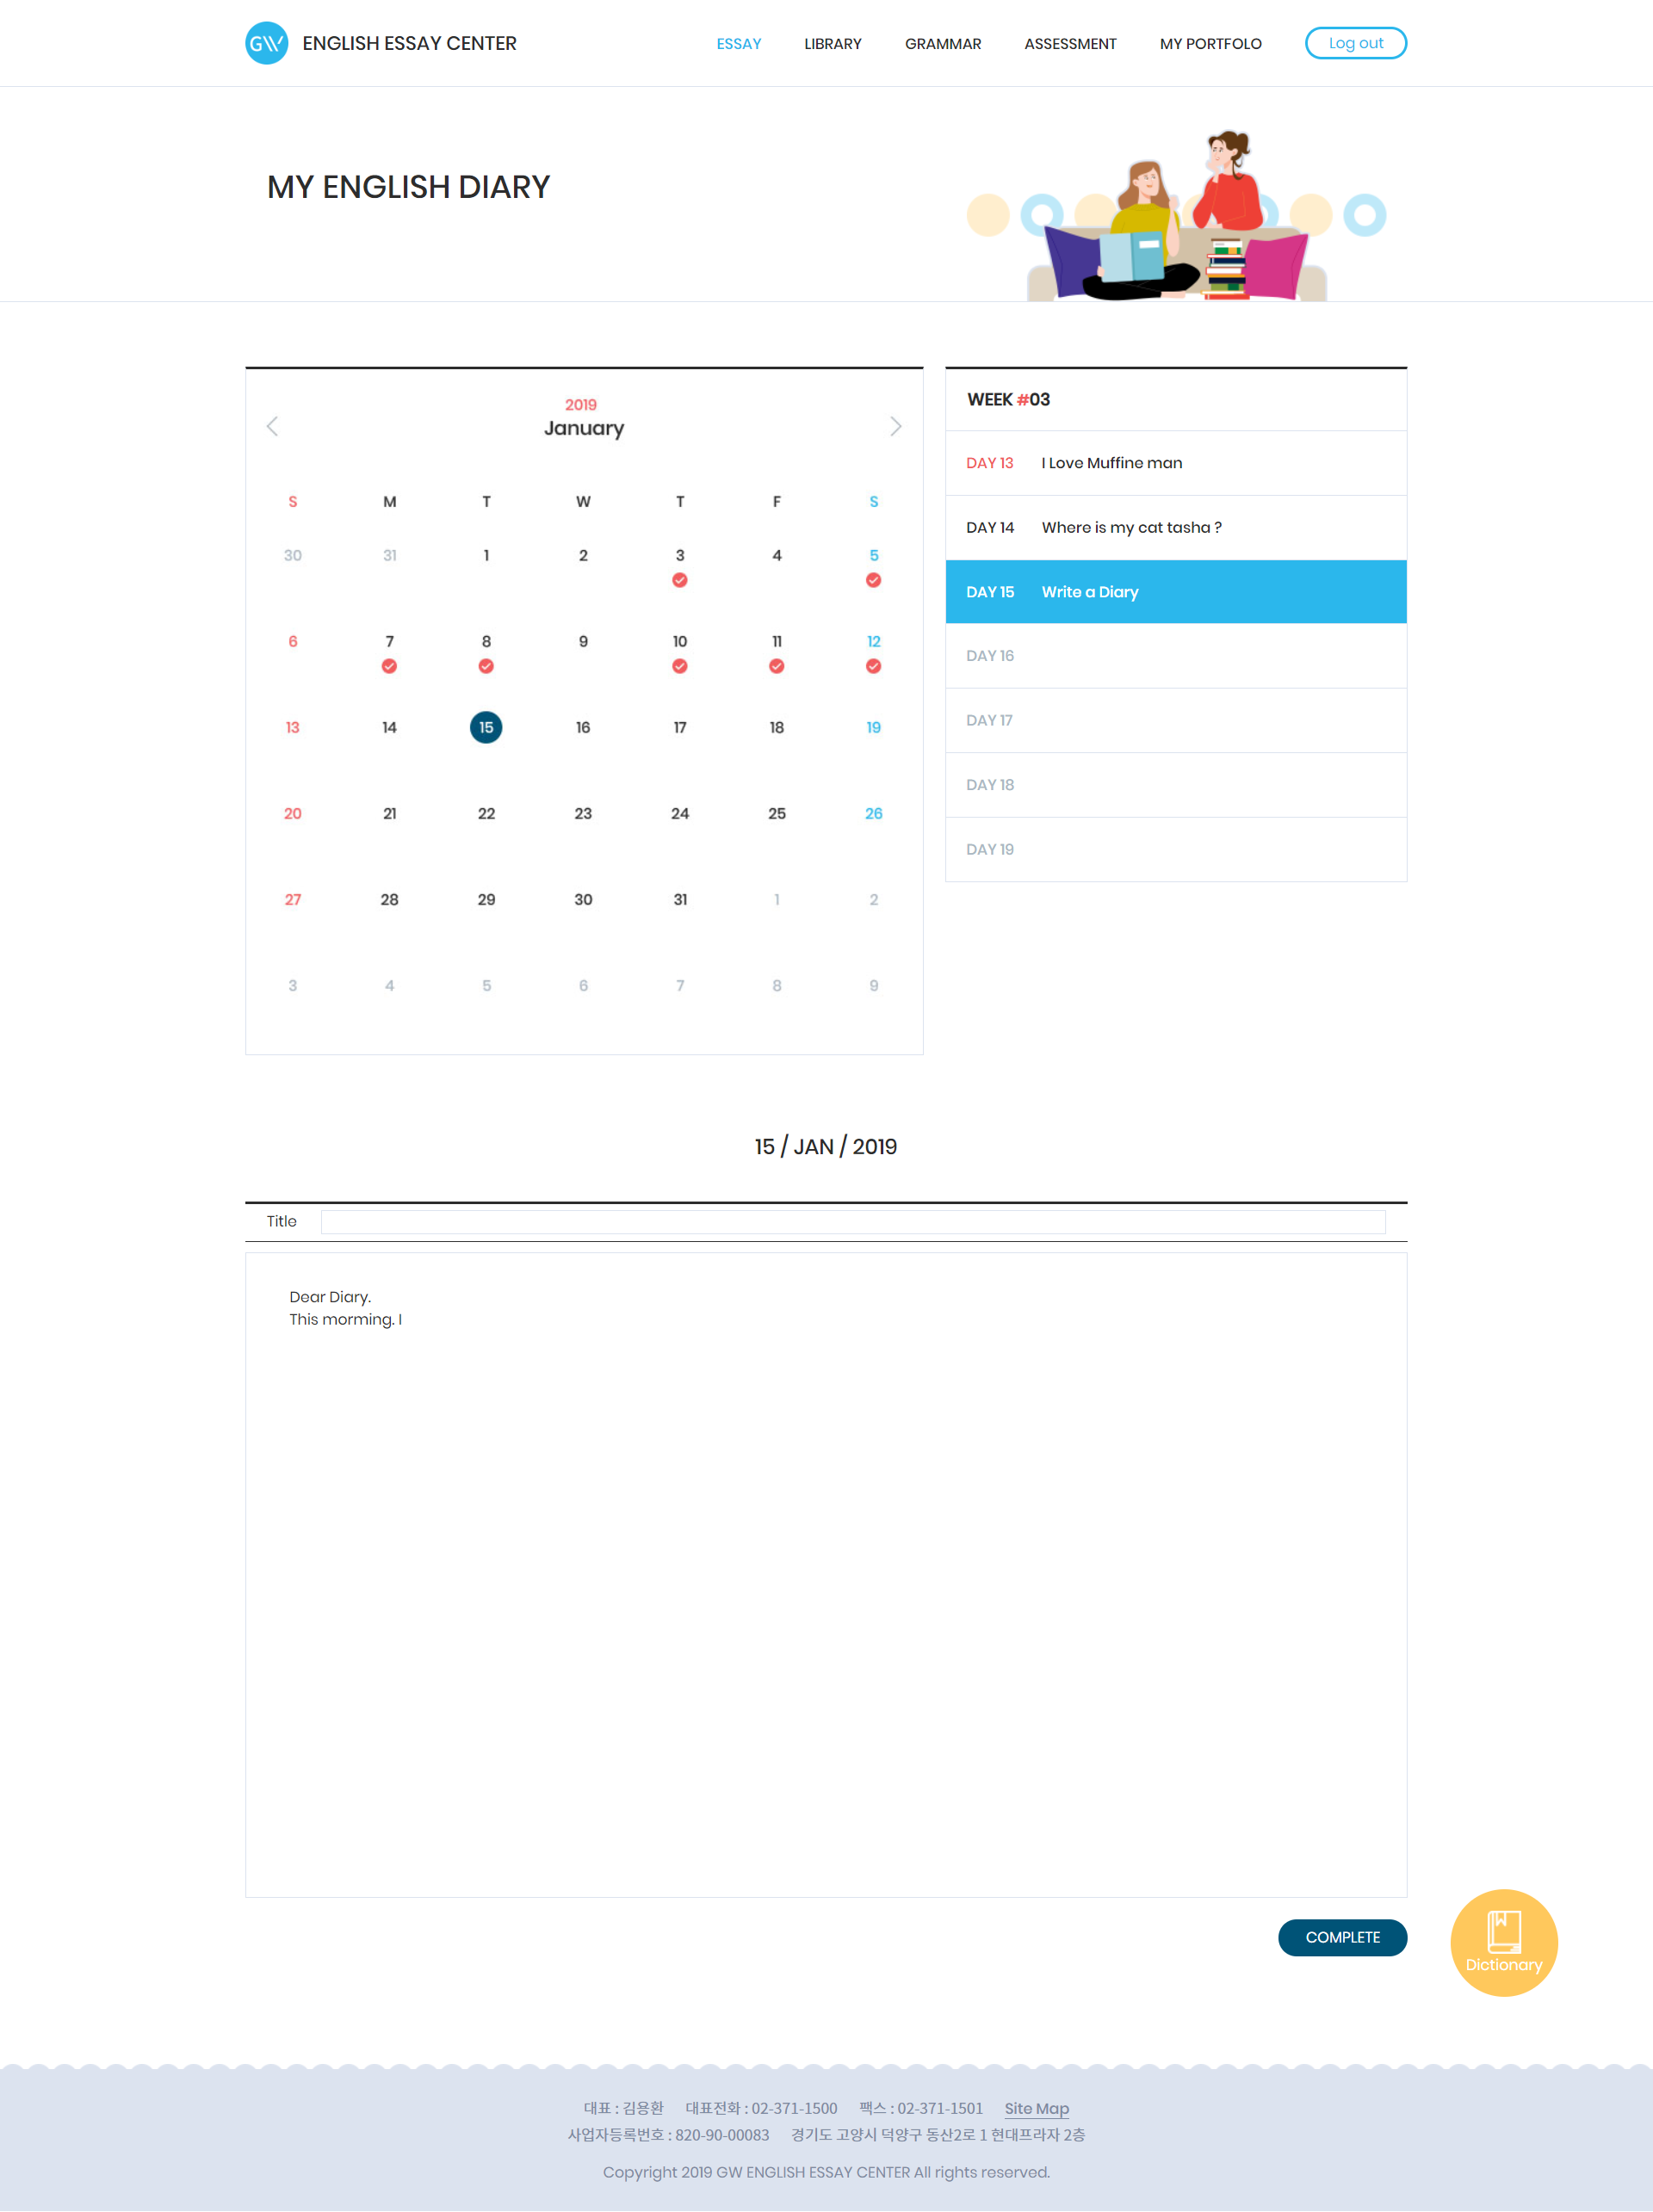 GW ENGLISH ESSAY CENTER ESSAY LIBRARY GRAMMAR ASSESSMENT MY PORTFOLO Log out
MY ENGLISH DIARY
2019
January
S M T W T F S
30 31 1 2 3 4 5
6 7 8 9 10 11 12
13 14 15 16 17 18 19
20 21 22 23 24 25 26
27 28 29 30 31 1 2
3 4 5 6 7 8 9
WEEK #03
DAY 13 I Love Muffine man
DAY 14 Where is my cat tasha ?
DAY 15 Write a Diary
DAY 16
DAY 17
DAY 18
DAY 19
15 / JAN / 2019
Title
Dear Diary.
This morming. I
COMPLETE
Dictionary
대표 : 김용환 대표전화 : 02-371-1500 팩스 : 02-371-1501 Site Map
사업자등록번호 : 820-90-00083 경기도 고양시 덕양구 동산2로 1 현대프라자 2층
Copyright 2019 GW ENGLISH ESSAY CENTER All rights reserved.